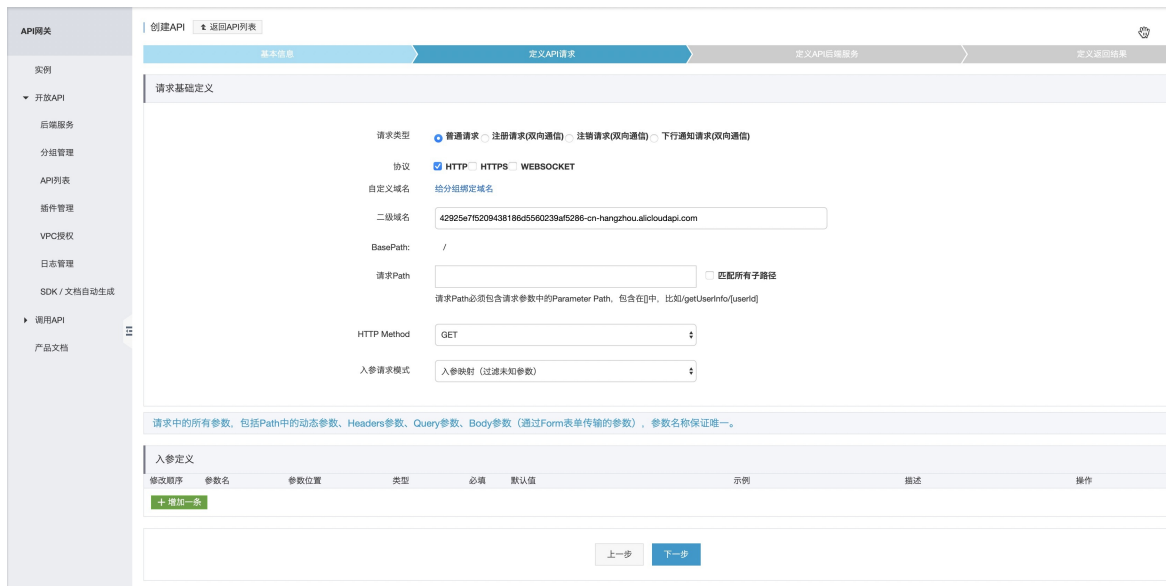 API网关
实例
开放API
后端服务
分组管理
API列表
插件管理
VPC授权
日志管理
SDK / 文档自动生成
调用API
产品文档
创建API 返回API列表
基本信息 定义API请求 定义API后端服务 定义返回结果
请求基础定义
请求类型 普通请求 注册请求(双向通信) 注销请求(双向通信) 下行通知请求(双向通信)
协议 HTTP HTTPS WEBSOCKET
自定义域名 给分组绑定域名
二级域名 42925e7f5209438186d5560239af5286-cn-hangzhou.alicloudapi.com
BasePath: /
请求Path 匹配所有子路径
请求Path必须包含请求参数中的Parameter Path，包含在[]中，比如/getUserInfo/[userId]
HTTP Method GET
入参请求模式 入参映射（过滤未知参数）
请求中的所有参数，包括Path中的动态参数、Headers参数、Query参数、Body参数（通过Form表单传输的参数），参数名称保证唯一。
入参定义
修改顺序 参数名 参数位置 类型 必填 默认值 示例 描述 操作
+ 增加一条
上一步 下一步